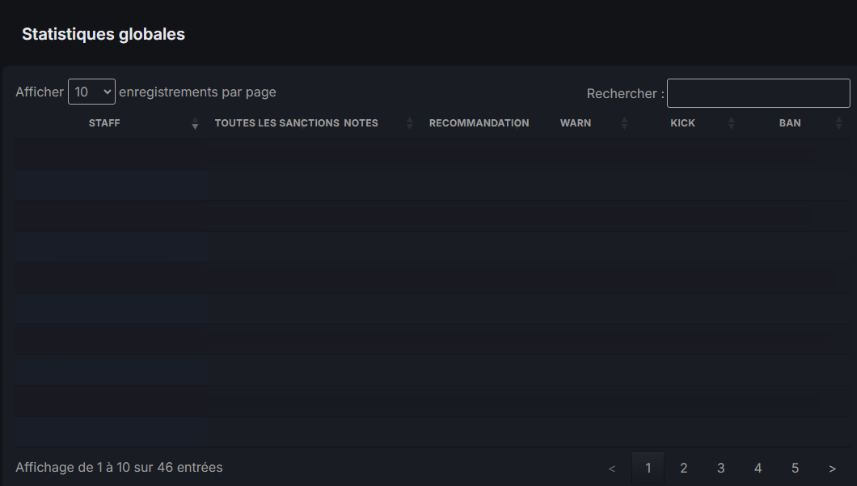 Statistiques globales
Afficher 10 enregistrements par page Rechercher :
STAFF TOUTES LES SANCTIONS NOTES RECOMMANDATION WARN KICK BAN
Affichage de 1 à 10 sur 46 entrées < 1 2 3 4 5 >